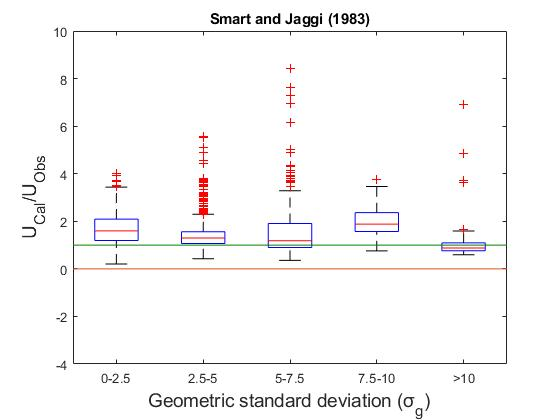 Smart and Jaggi (1983)
10
8
6
4
2
0
-2
-4
U_Cal/U_Obs
0-2.5 2.5-5 5-7.5 7.5-10 >10
Geometric standard deviation (σ_g)